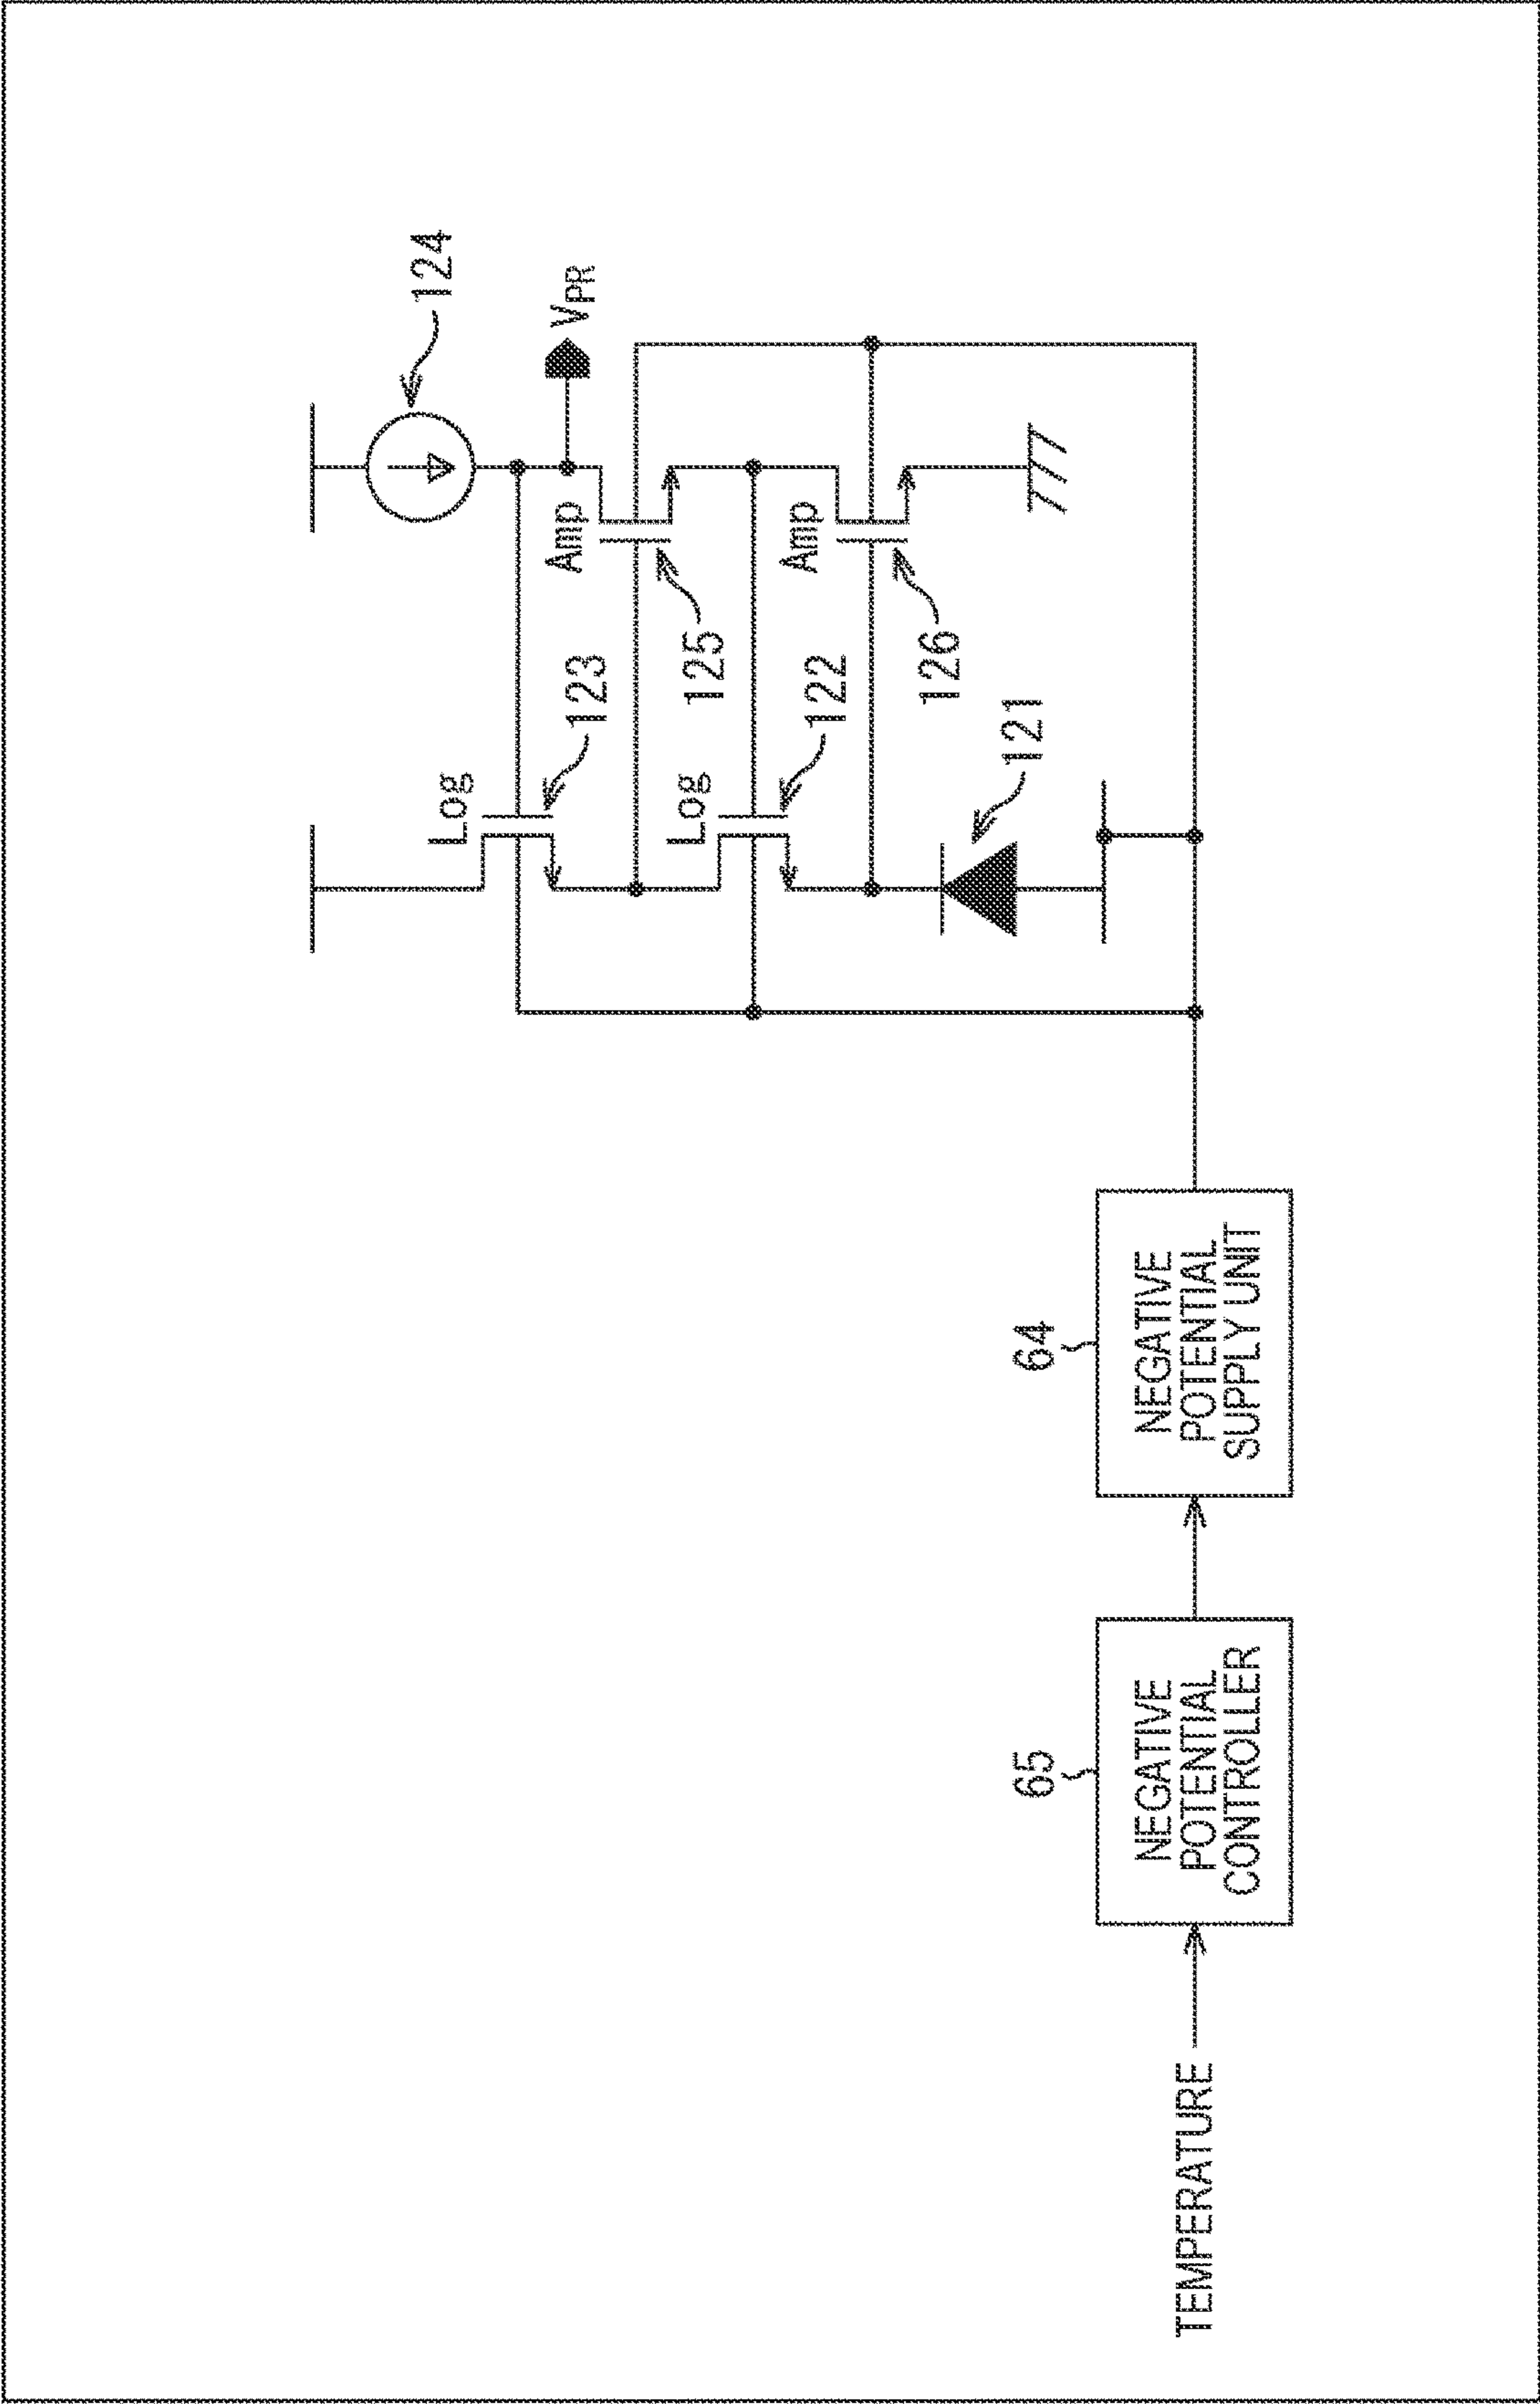 124
VPR
Log
Amp
123
125
Log
Amp
122
126
121
64
NEGATIVE
POTENTIAL
SUPPLY UNIT
65
NEGATIVE
POTENTIAL
CONTROLLER
TEMPERATURE